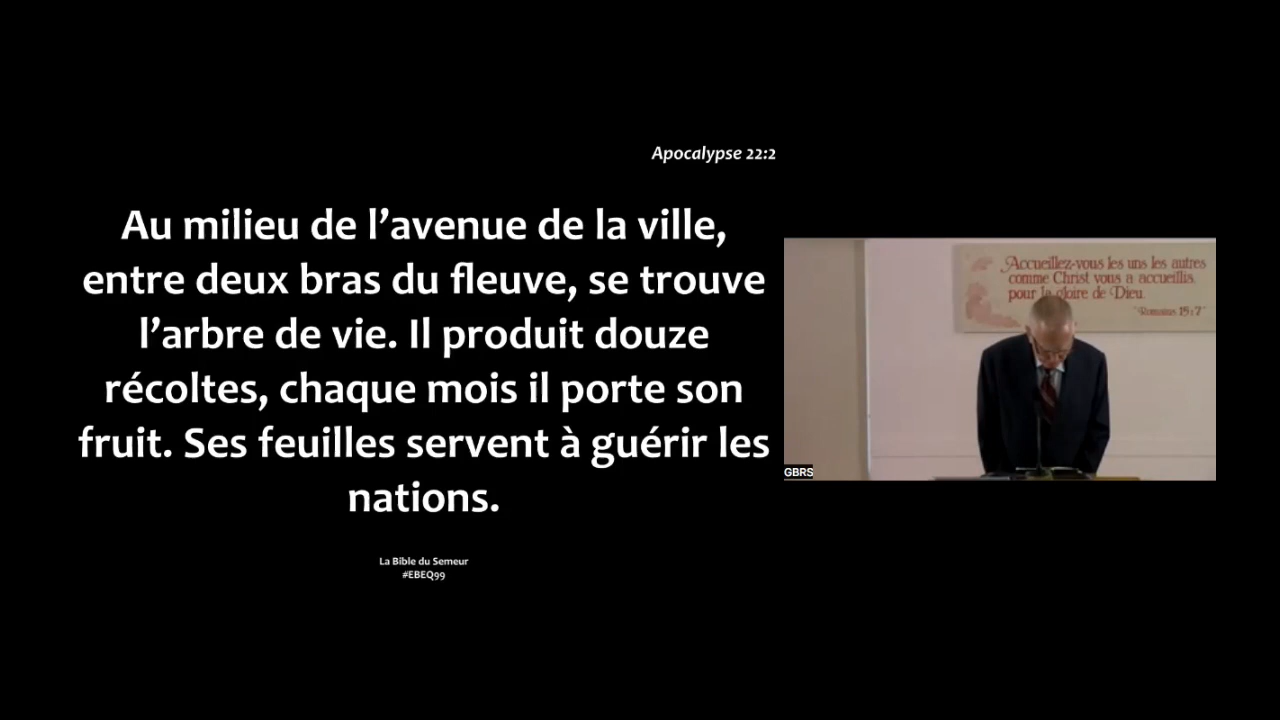 Apocalypse 22:2
Au milieu de l’avenue de la ville,
entre deux bras du fleuve, se trouve
l’arbre de vie. Il produit douze
récoltes, chaque mois il porte son
fruit. Ses feuilles servent à guérir les
nations.
La Bible du Semeur
#EBEQ99
Accueillez-vous les uns les autres
comme Christ vous a accueillis
pour la gloire de Dieu.
"Romains 15:7"
GBRS